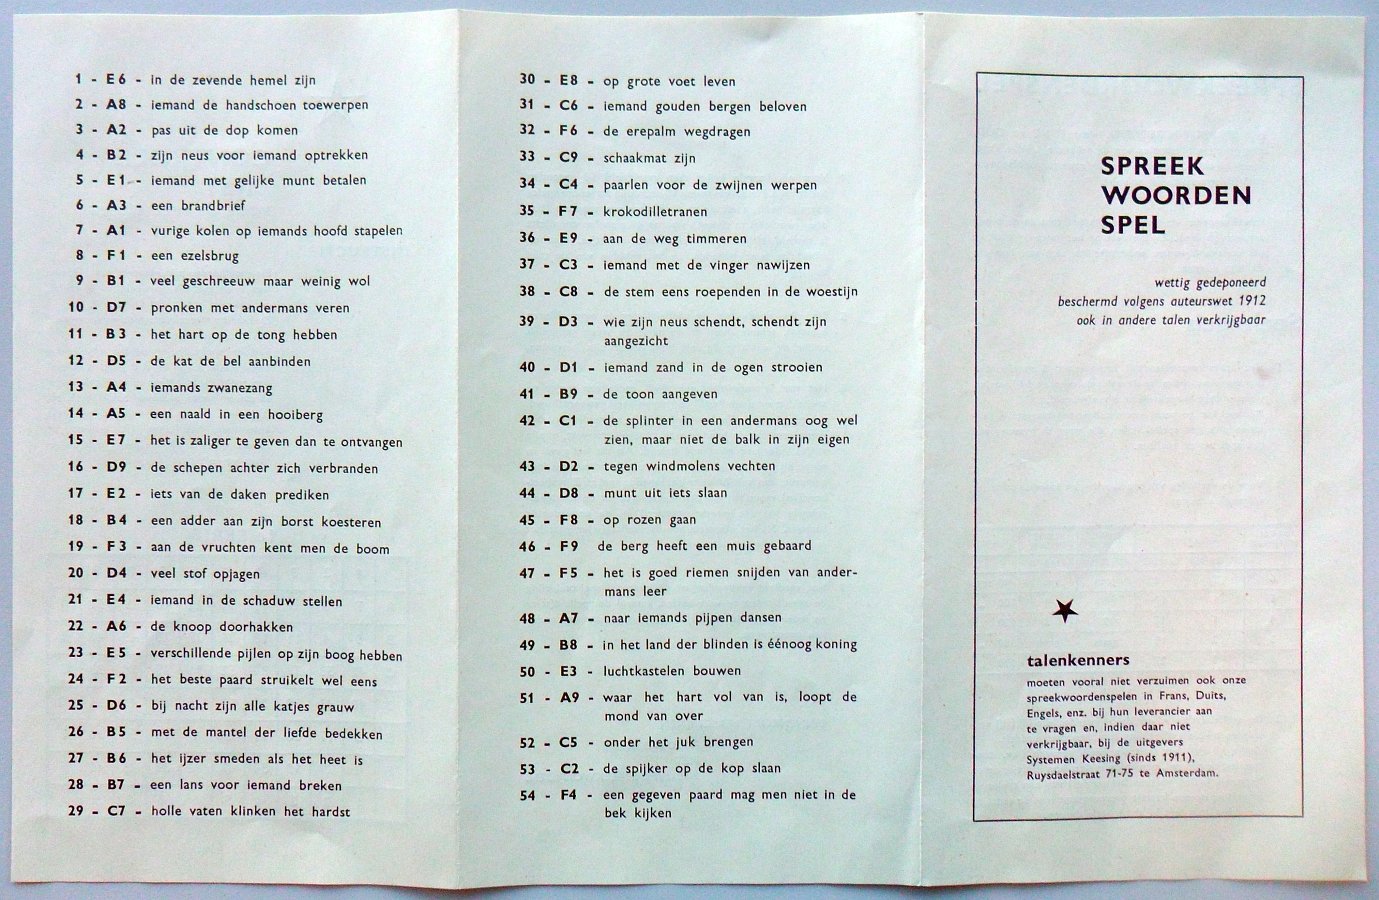 1 - E6 - in de zevende hemel zijn
2 - A8 - iemand de handschoen toewerpen
3 - A2 - pas uit de dop komen
4 - B2 - zijn neus voor iemand optrekken
5 - E1 - iemand met gelijke munt betalen
6 - A3 - een brandbrief
7 - A1 - vurige kolen op iemands hoofd stapelen
8 - F1 - een ezelsbrug
9 - B1 - veel geschreeuw maar weinig wol
10 - D7 - pronken met andermans veren
11 - B3 - het hart op de tong hebben
12 - D5 - de kat de bel aanbinden
13 - A4 - iemands zwanezang
14 - A5 - een naald in een hooiberg
15 - E7 - het is zaliger te geven dan te ontvangen
16 - D9 - de schepen achter zich verbranden
17 - E2 - iets van de daken prediken
18 - B4 - een adder aan zijn borst koesteren
19 - F3 - aan de vruchten kent men de boom
20 - D4 - veel stof opjagen
21 - E4 - iemand in de schaduw stellen
22 - A6 - de knoop doorhakken
23 - E5 - verschillende pijlen op zijn boog hebben
24 - F2 - het beste paard struikelt wel eens
25 - D6 - bij nacht zijn alle katjes grauw
26 - B5 - met de mantel der liefde bedekken
27 - B6 - het ijzer smeden als het heet is
28 - B7 - een lans voor iemand breken
29 - C7 - holle vaten klinken het hardst
30 - E8 - op grote voet leven
31 - C6 - iemand gouden bergen beloven
32 - F6 - de erepalm wegdragen
33 - C9 - schaakmat zijn
34 - C4 - paarlen voor de zwijnen werpen
35 - F7 - krokodilletranen
36 - E9 - aan de weg timmeren
37 - C3 - iemand met de vinger nawijzen
38 - C8 - de stem eens roependen in de woestijn
39 - D3 - wie zijn neus schendt, schendt zijn
aangezicht
40 - D1 - iemand zand in de ogen strooien
41 - B9 - de toon aangeven
42 - C1 - de splinter in een andermans oog wel
zien, maar niet de balk in zijn eigen
43 - D2 - tegen windmolens vechten
44 - D8 - munt uit iets slaan
45 - F8 - op rozen gaan
46 - F9 de berg heeft een muis gebaard
47 - F5 - het is goed riemen snijden van ander-
mans leer
48 - A7 - naar iemands pijpen dansen
49 - B8 - in het land der blinden is éénoog koning
50 - E3 - luchtkastelen bouwen
51 - A9 - waar het hart vol van is, loopt de
mond van over
52 - C5 - onder het juk brengen
53 - C2 - de spijker op de kop slaan
54 - F4 - een gegeven paard mag men niet in de
bek kijken
SPREEK
WOORDEN
SPEL
wettig gedeponeerd
beschermd volgens auteurswet 1912
ook in andere talen verkrijgbaar
talenkenners
moeten vooral niet verzuimen ook onze
spreekwoordenspelen in Frans, Duits,
Engels, enz. bij hun leverancier aan
te vragen en, indien daar niet
verkrijgbaar, bij de uitgevers
Systemen Keesing (sinds 1911),
Ruysdaelstraat 71-75 te Amsterdam.